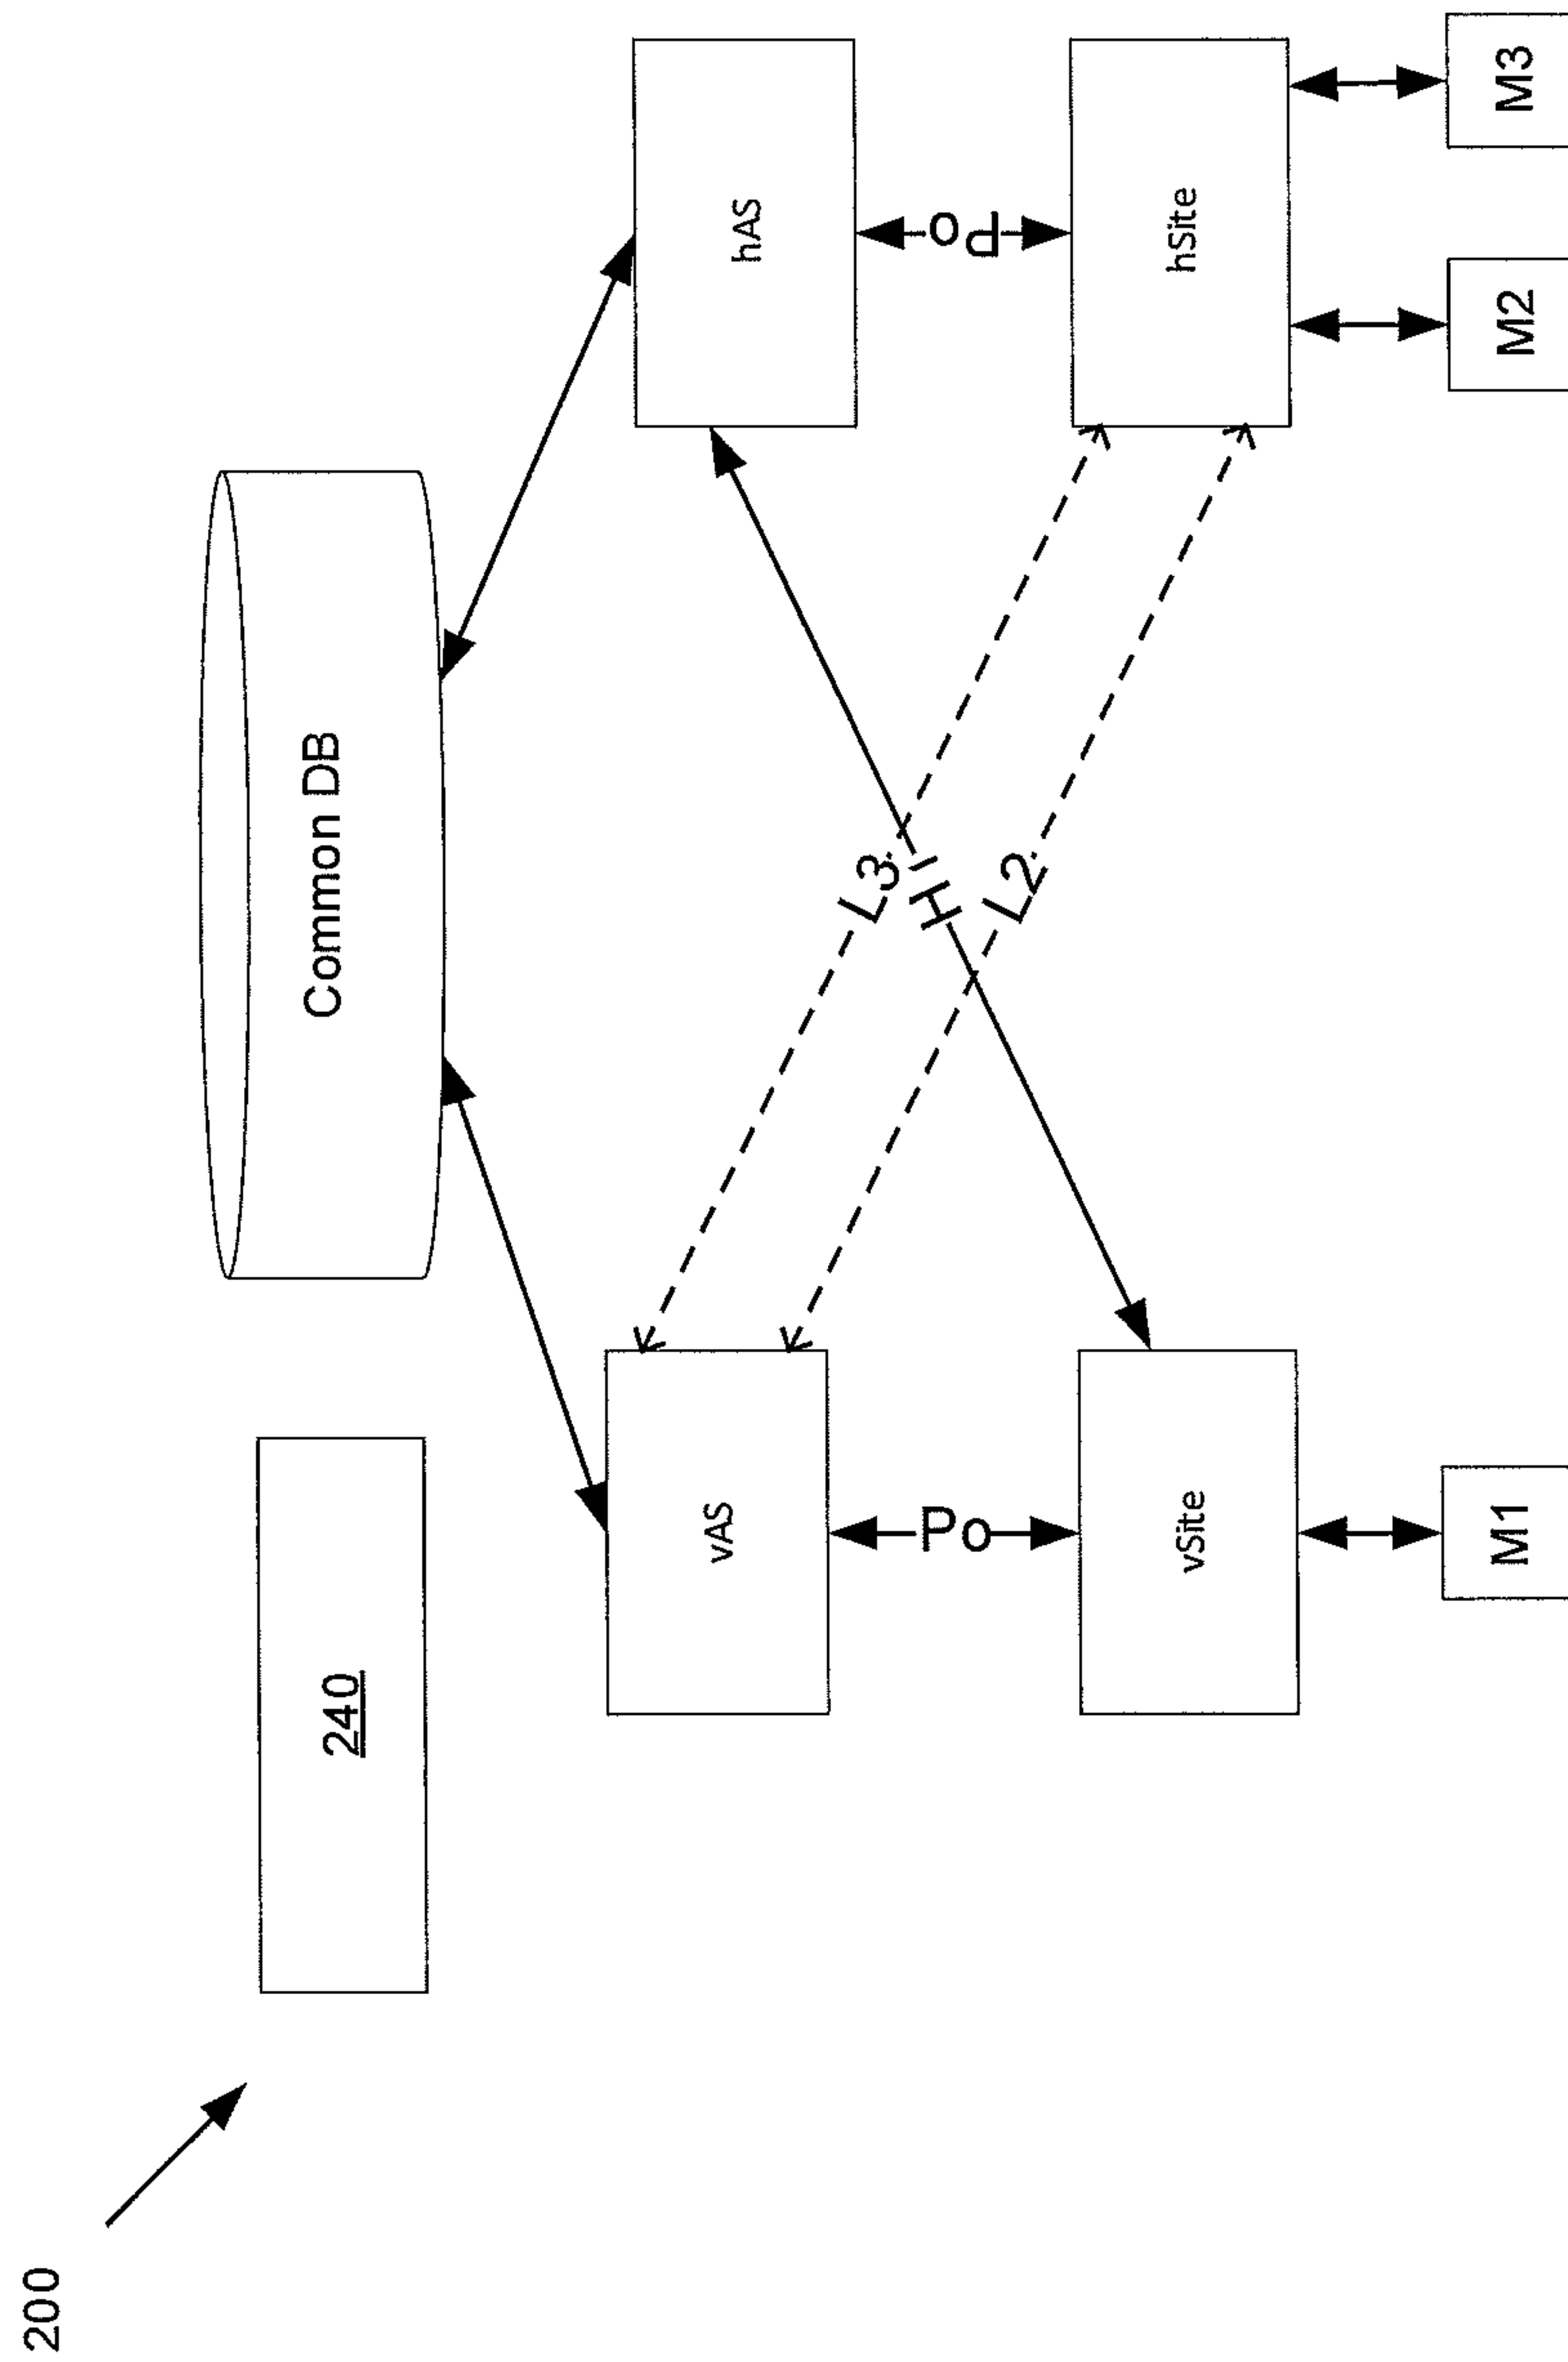 200
240
Common DB
vAS
hAS
L3
H
L2
Po
Po
vSite
hSite
M1
M2
M3